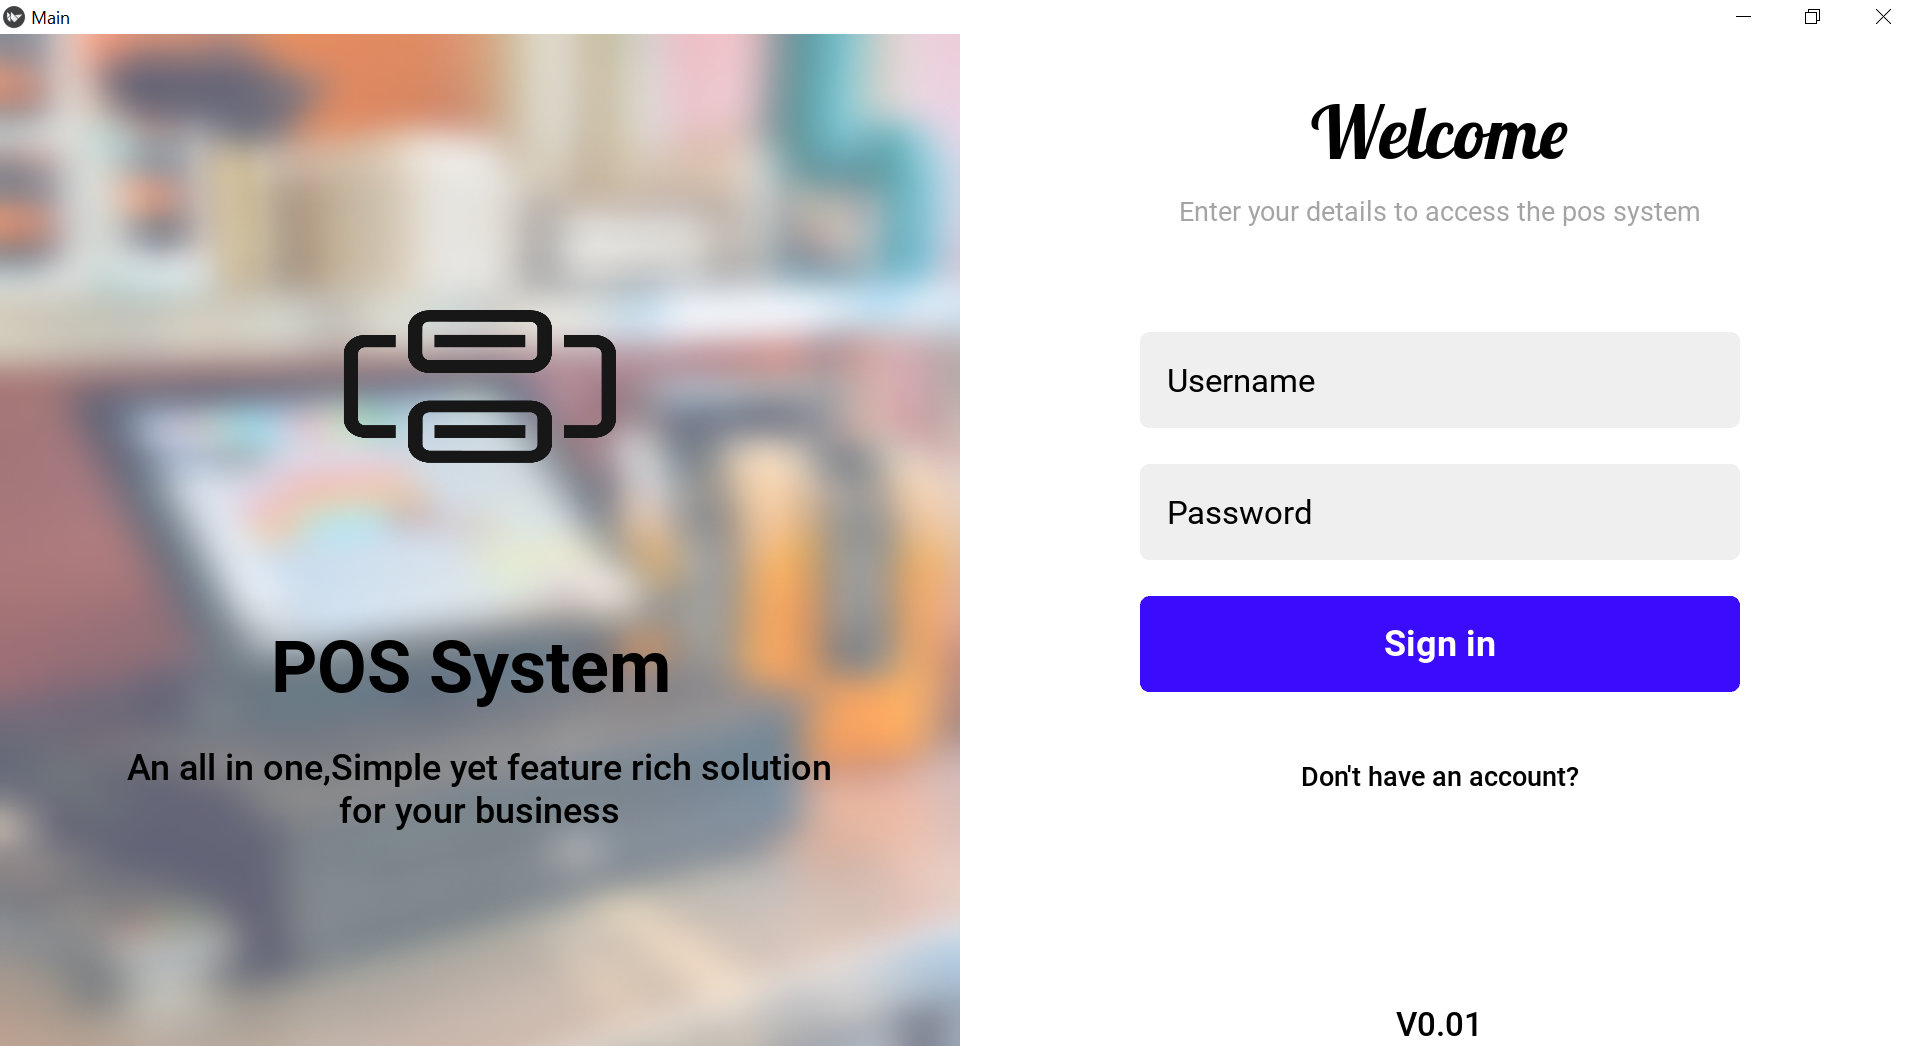 Main
POS System
An all in one,Simple yet feature rich solution
for your business
Welcome
Enter your details to access the pos system
Username
Password
Sign in
Don't have an account?
V0.01